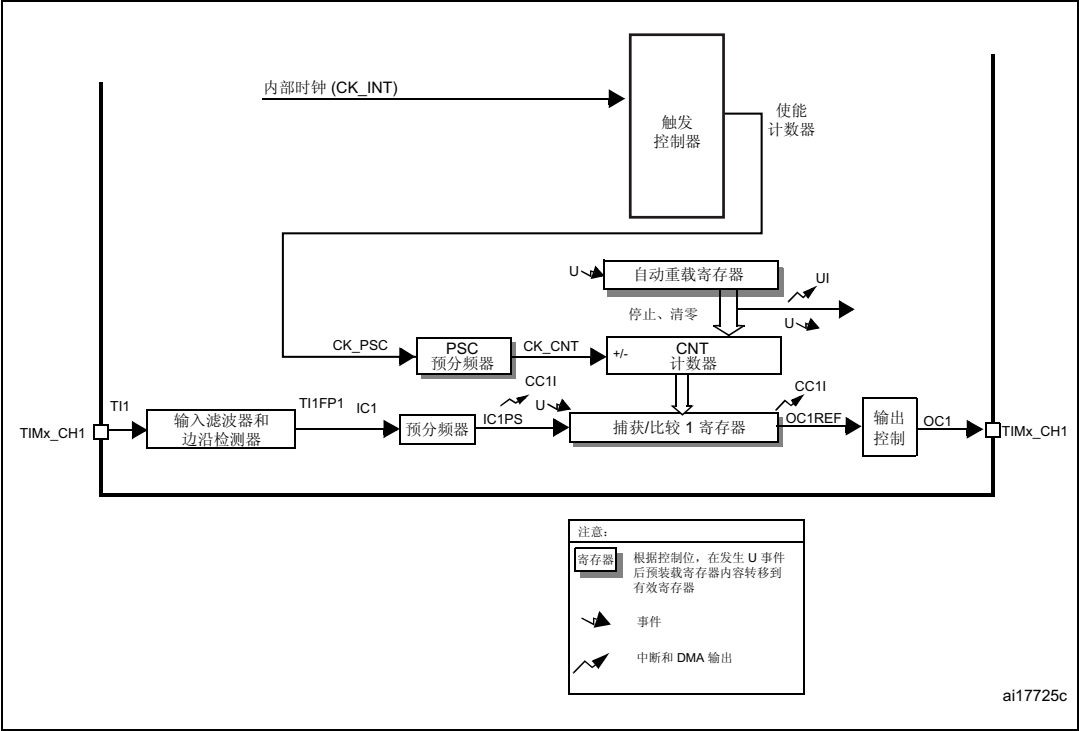 内部时钟 (CK_INT)
触发
控制器
使能
计数器
U
自动重载寄存器
UI
停止、清零
U
CK_PSC
PSC
预分频器
CK_CNT
+/-
CNT
计数器
TIMx_CH1
TI1
输入滤波器和
边沿检测器
TI1FP1
IC1
预分频器
CC1I
IC1PS
U
捕获/比较 1 寄存器
CC1I
OC1REF
输出
控制
OC1
TIMx_CH1
注意:
寄存器
根据控制位，在发生 U 事件
后预装载寄存器内容转移到
有效寄存器
事件
中断和 DMA 输出
ai17725c